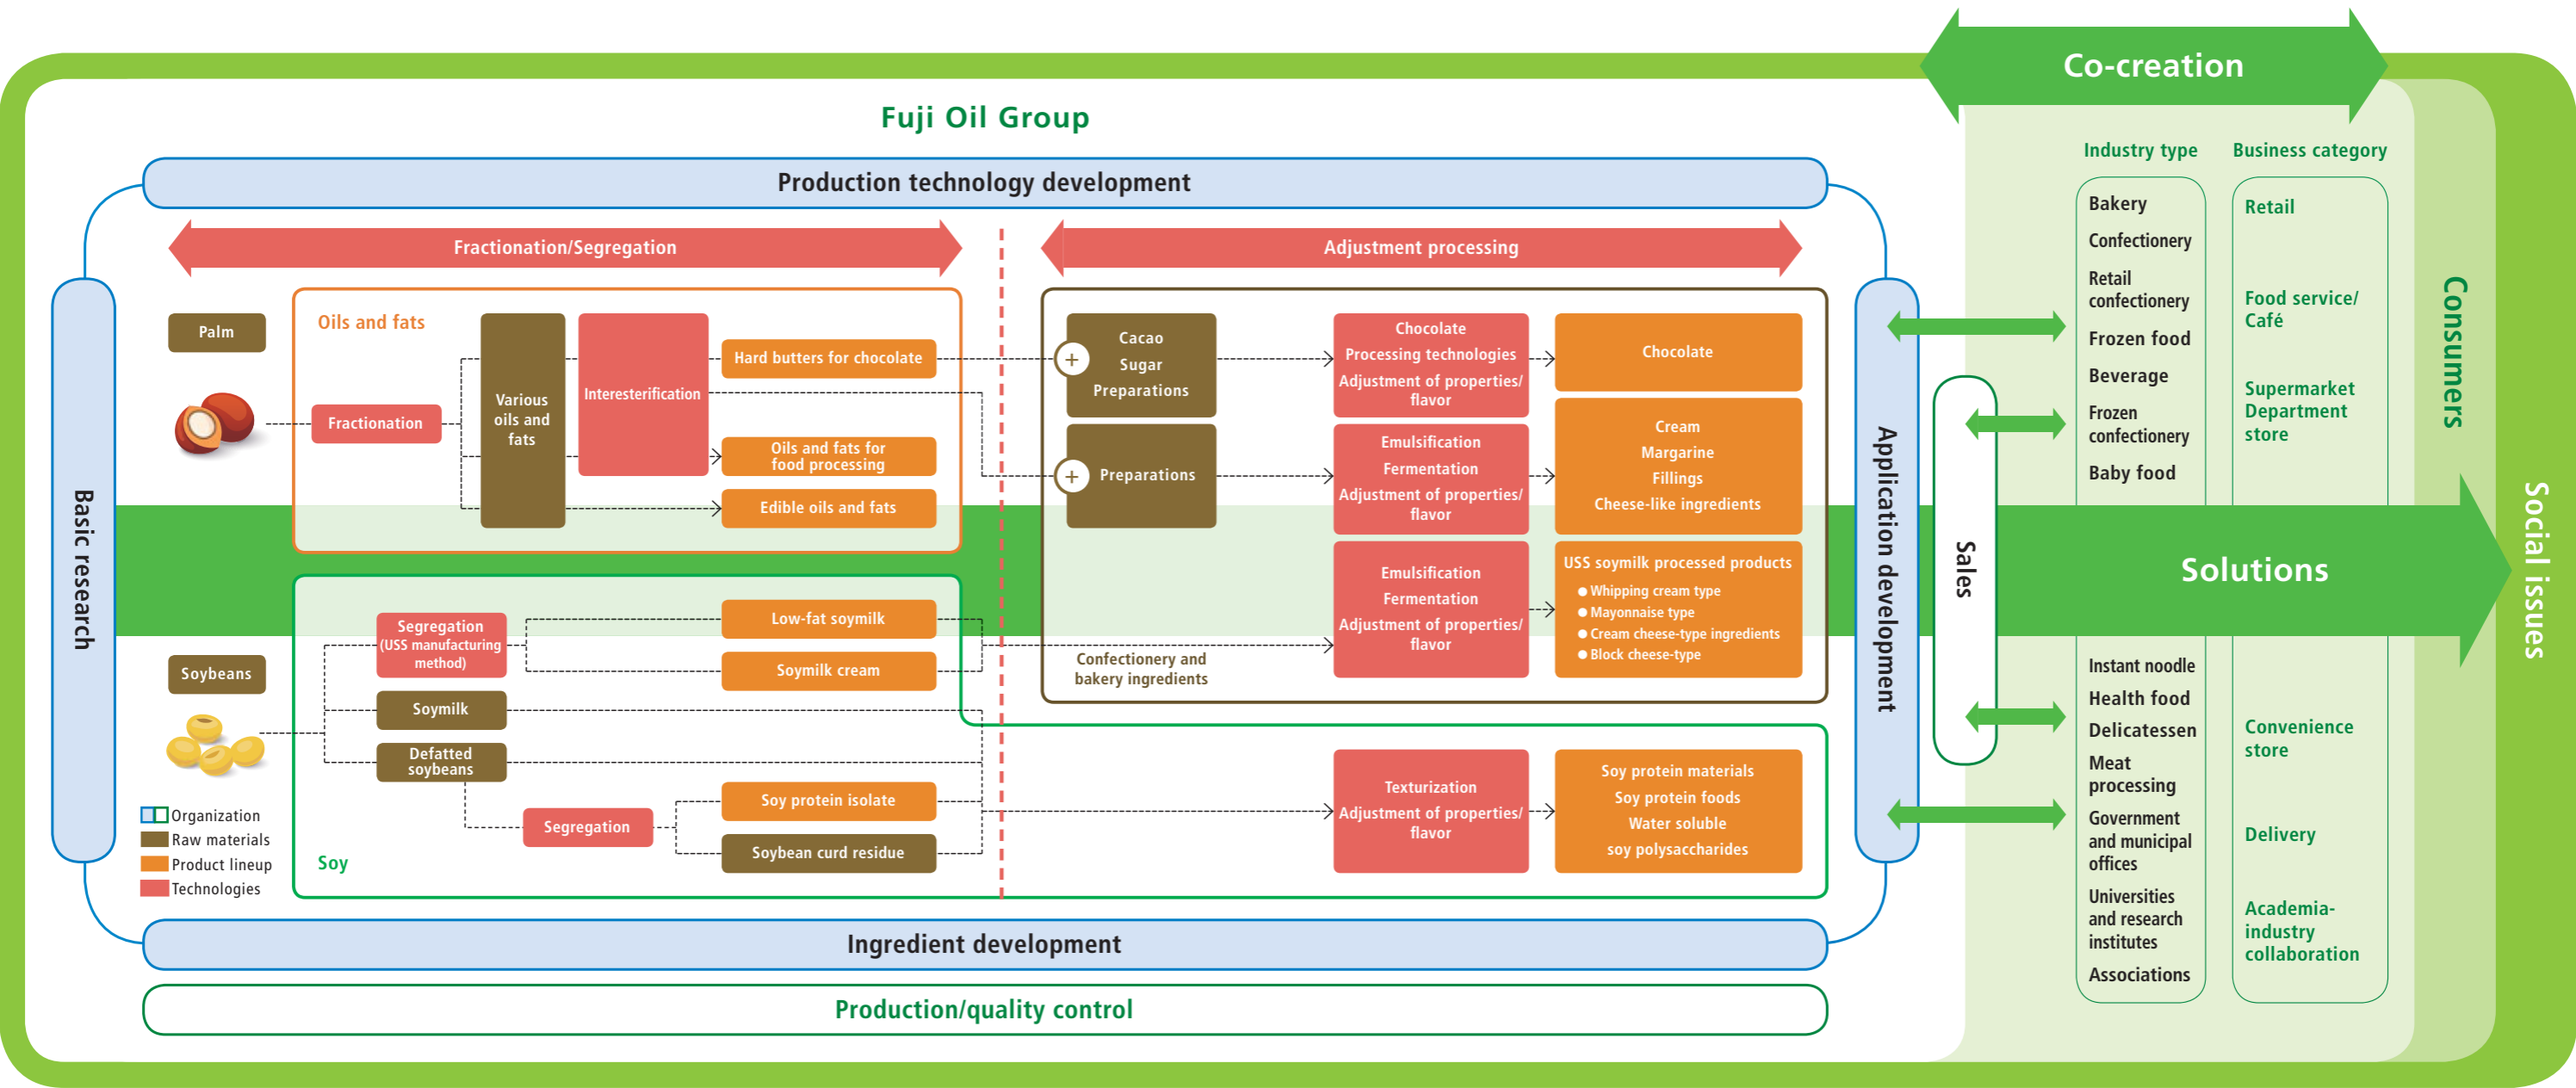 Co-creation
Fuji Oil Group
Production technology development
Fractionation/Segregation
Adjustment processing
Basic research
Palm
Oils and fats
Fractionation
Various
oils and
fats
Interesterification
Hard butters for chocolate
Oils and fats for
food processing
Edible oils and fats
Cacao
Sugar
Preparations
+
Preparations
+
Chocolate
Processing technologies
Adjustment of properties/
flavor
Chocolate
Emulsification
Fermentation
Adjustment of properties/
flavor
Cream
Margarine
Fillings
Cheese-like ingredients
Emulsification
Fermentation
Adjustment of properties/
flavor
USS soymilk processed products
● Whipping cream type
● Mayonnaise type
● Cream cheese-type ingredients
● Block cheese-type
Confectionery and
bakery ingredients
Soybeans
Segregation
(USS manufacturing
method)
Low-fat soymilk
Soymilk cream
Soymilk
Defatted
soybeans
Segregation
Soy protein isolate
Soybean curd residue
Soy
Texturization
Adjustment of properties/
flavor
Soy protein materials
Soy protein foods
Water soluble
soy polysaccharides
Organization
Raw materials
Product lineup
Technologies
Ingredient development
Production/quality control
Application development
Sales
Industry type
Bakery
Confectionery
Retail
confectionery
Frozen food
Beverage
Frozen
confectionery
Baby food
Instant noodle
Health food
Delicatessen
Meat
processing
Government
and municipal
offices
Universities
and research
institutes
Associations
Business category
Retail
Food service/
Café
Supermarket
Department
store
Convenience
store
Delivery
Academia-
industry
collaboration
Solutions
Consumers
Social issues